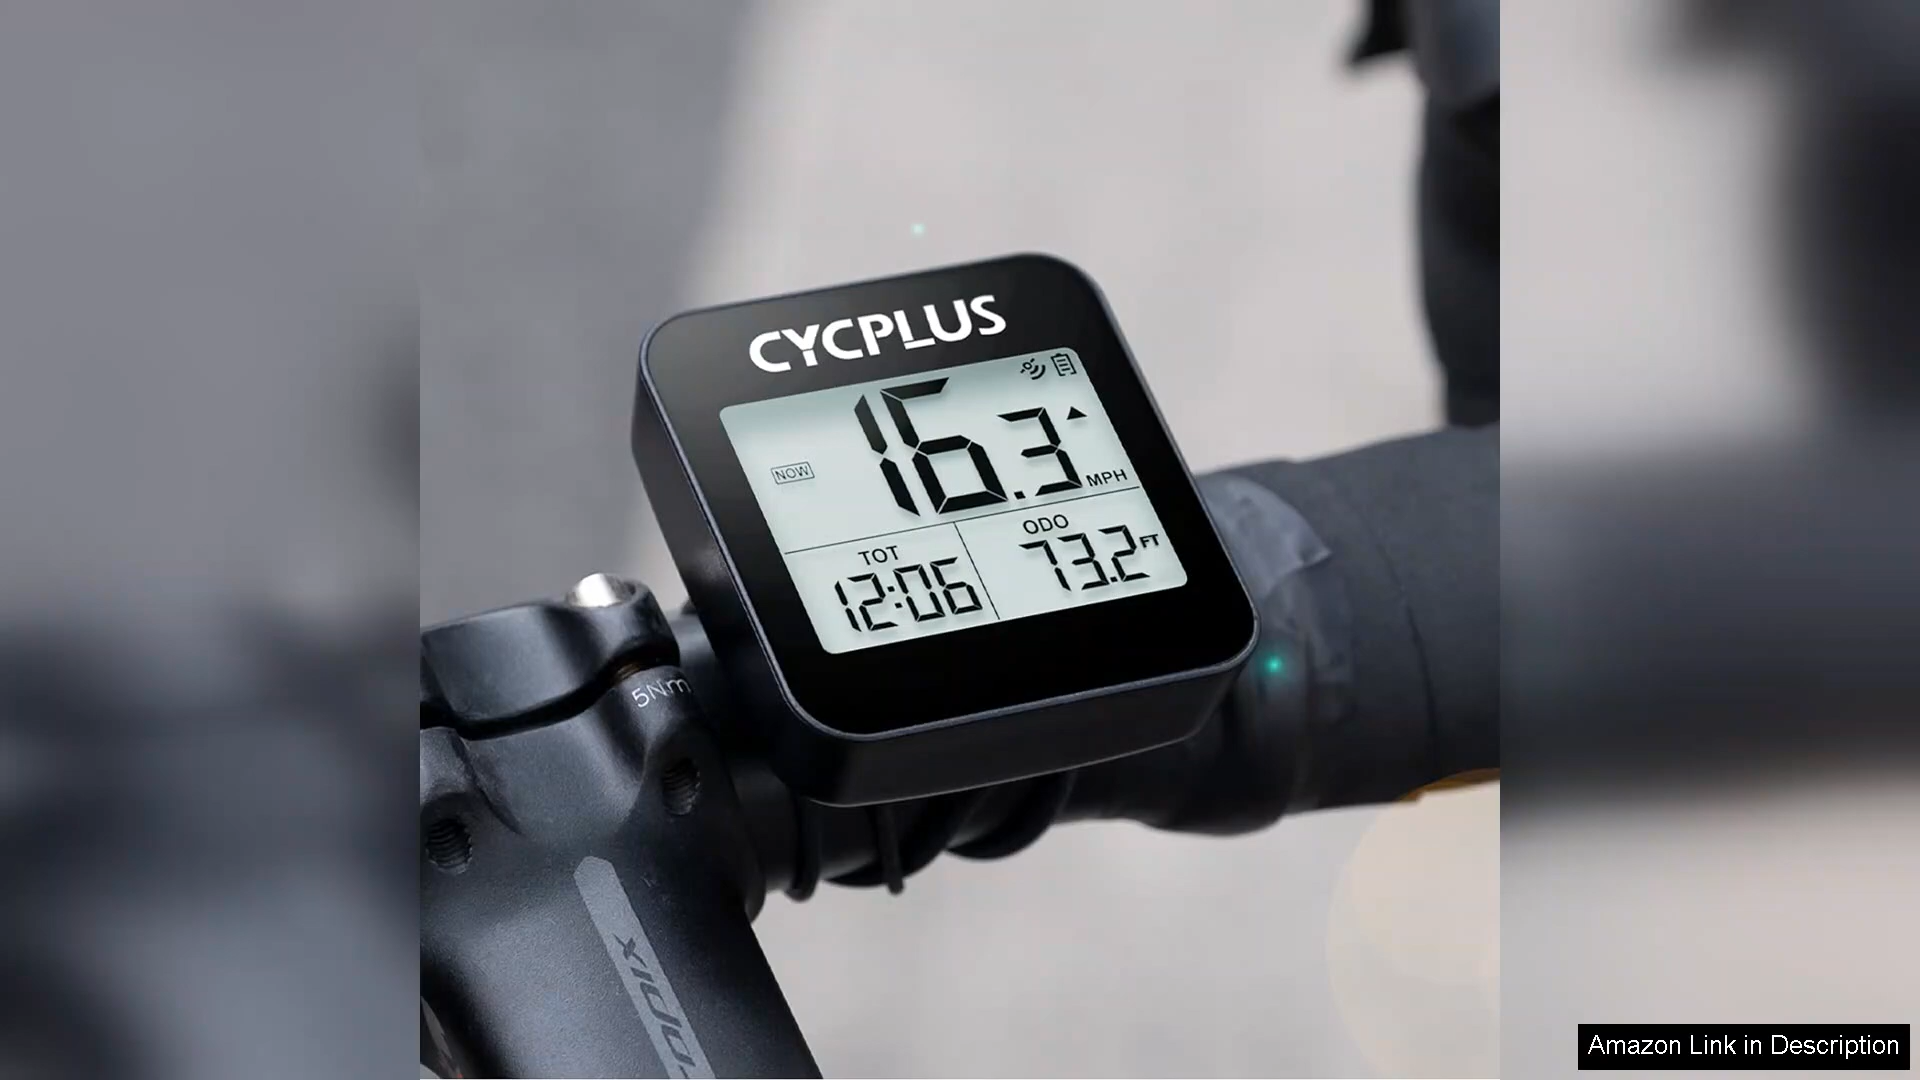 CYCPLUS
NOW
16.3
MPH
TOT
12:06
ODO
73.2 FT
5Nm
Amazon Link in Description